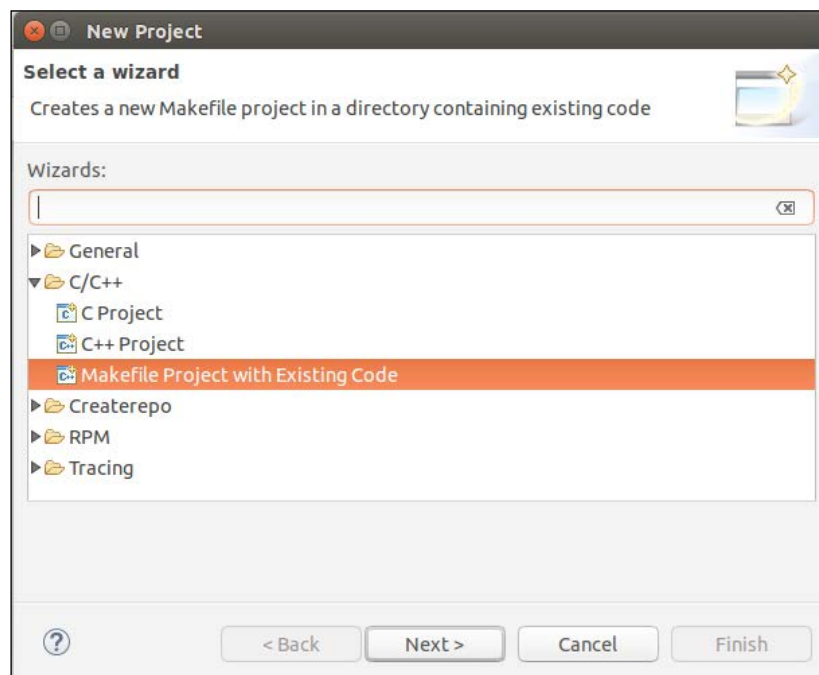 New Project
Select a wizard
Creates a new Makefile project in a directory containing existing code
Wizards:
General
C/C++
C Project
C++ Project
Makefile Project with Existing Code
Createrepo
RPM
Tracing
? < Back Next > Cancel Finish